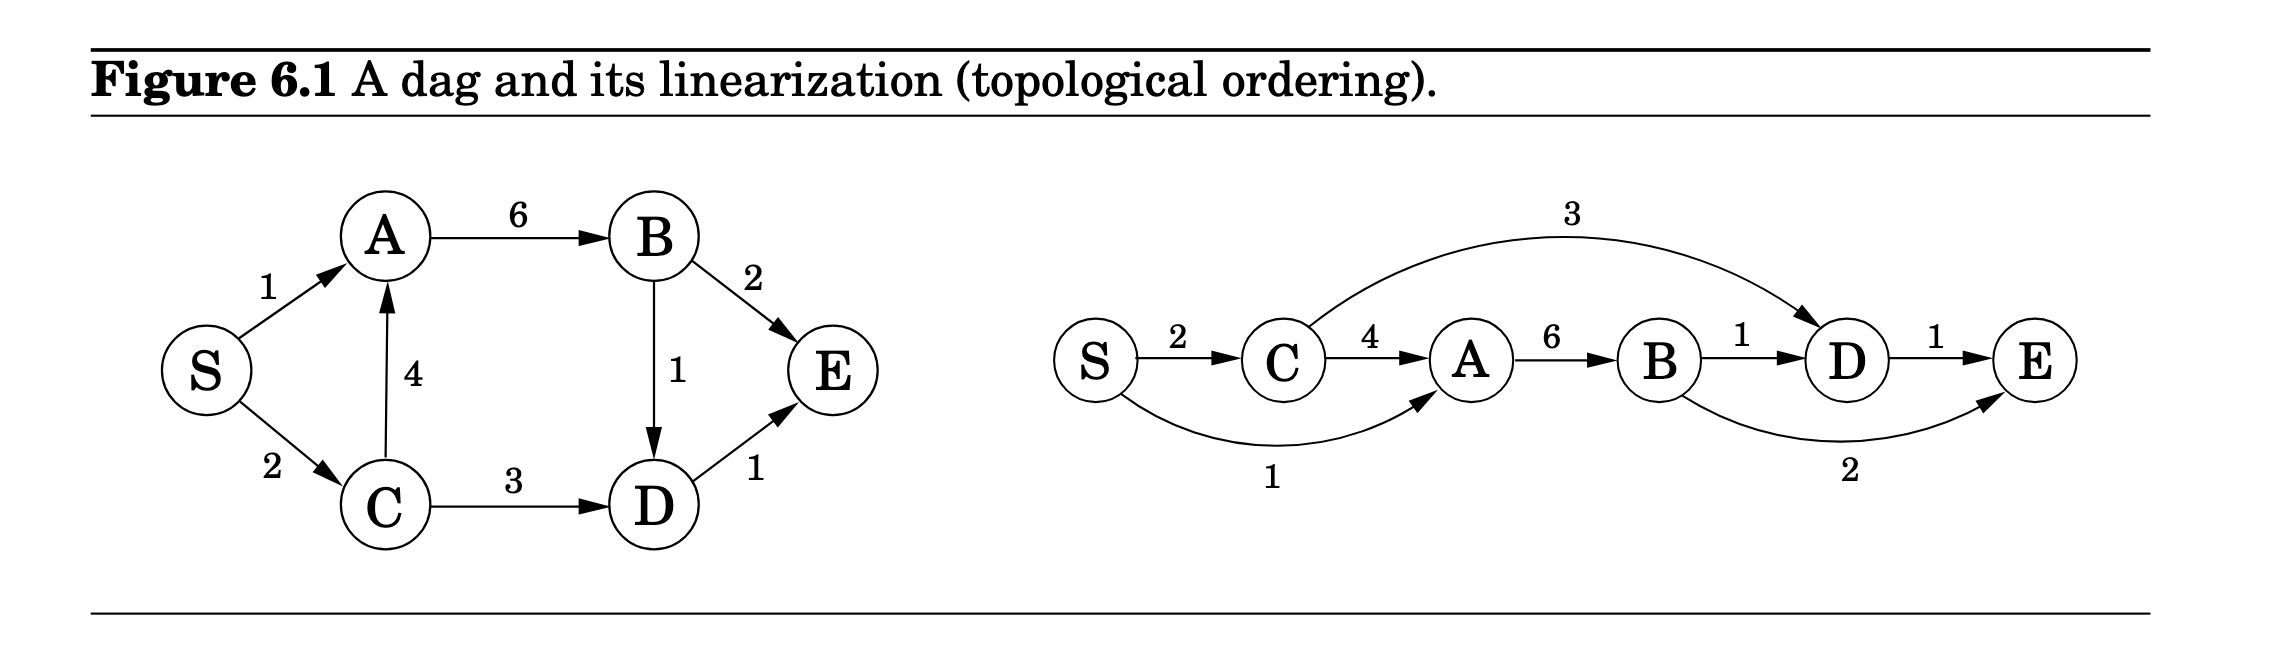 Figure 6.1 A dag and its linearization (topological ordering).
A 6 B
1 2
S 4 1 E
2 3 1
C D
3
S 2 C 4 A 6 B 1 D 1 E
1 2